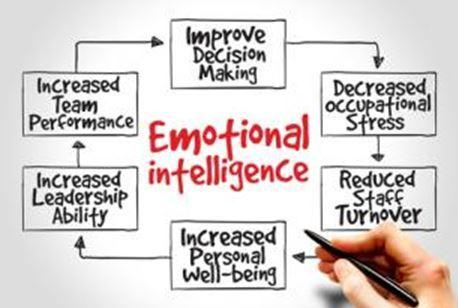 Improve
Decision
Making
Decreased
Occupational
Stress
Reduced
Staff
Turnover
Increased
Personal
Well-being
Increased
Leadership
Ability
Increased
Team
Performance
Emotional
intelligence